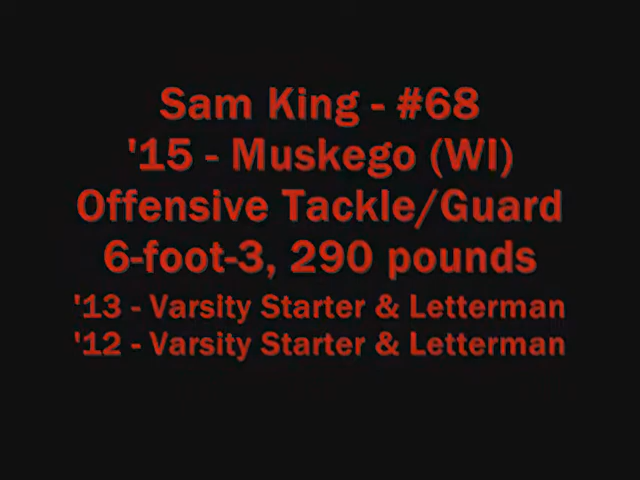 Sam King - #68
'15 - Muskego (WI)
Offensive Tackle/Guard
6-foot-3, 290 pounds
'13 - Varsity Starter & Letterman
'12 - Varsity Starter & Letterman